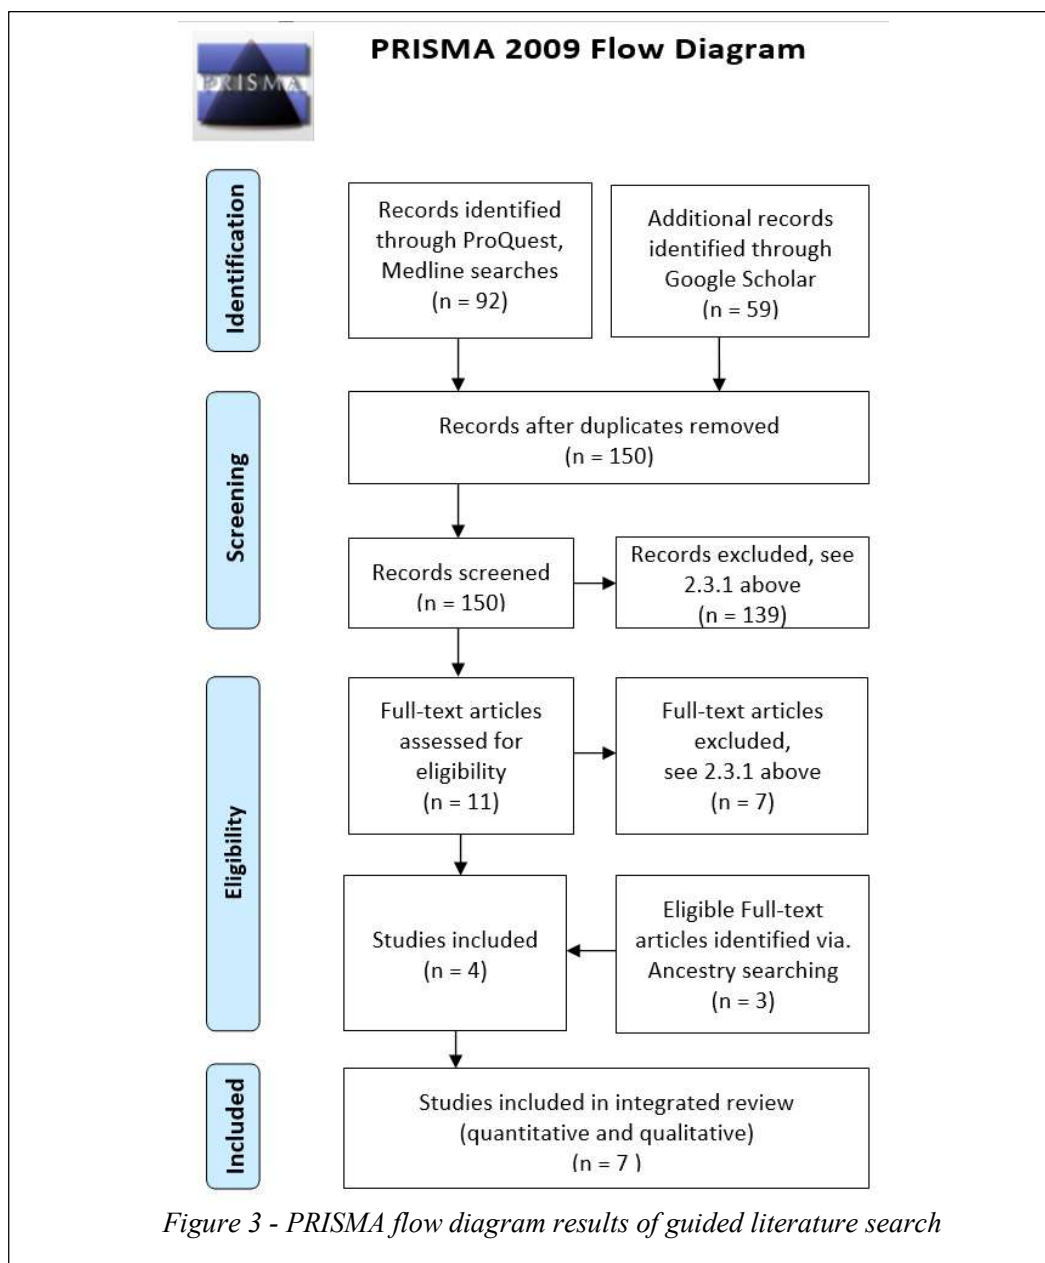 PRISMA 2009 Flow Diagram
PRISMA
Identification
Records identified
through ProQuest,
Medline searches
(n = 92)
Additional records
identified through
Google Scholar
(n = 59)
Screening
Records after duplicates removed
(n = 150)
Records screened
(n = 150)
Records excluded, see
2.3.1 above
(n = 139)
Eligibility
Full-text articles
assessed for
eligibility
(n = 11)
Full-text articles
excluded,
see 2.3.1 above
(n = 7)
Studies included
(n = 4)
Eligible Full-text
articles identified via.
Ancestry searching
(n = 3)
Included
Studies included in integrated review
(quantitative and qualitative)
(n = 7 )
Figure 3 - PRISMA flow diagram results of guided literature search